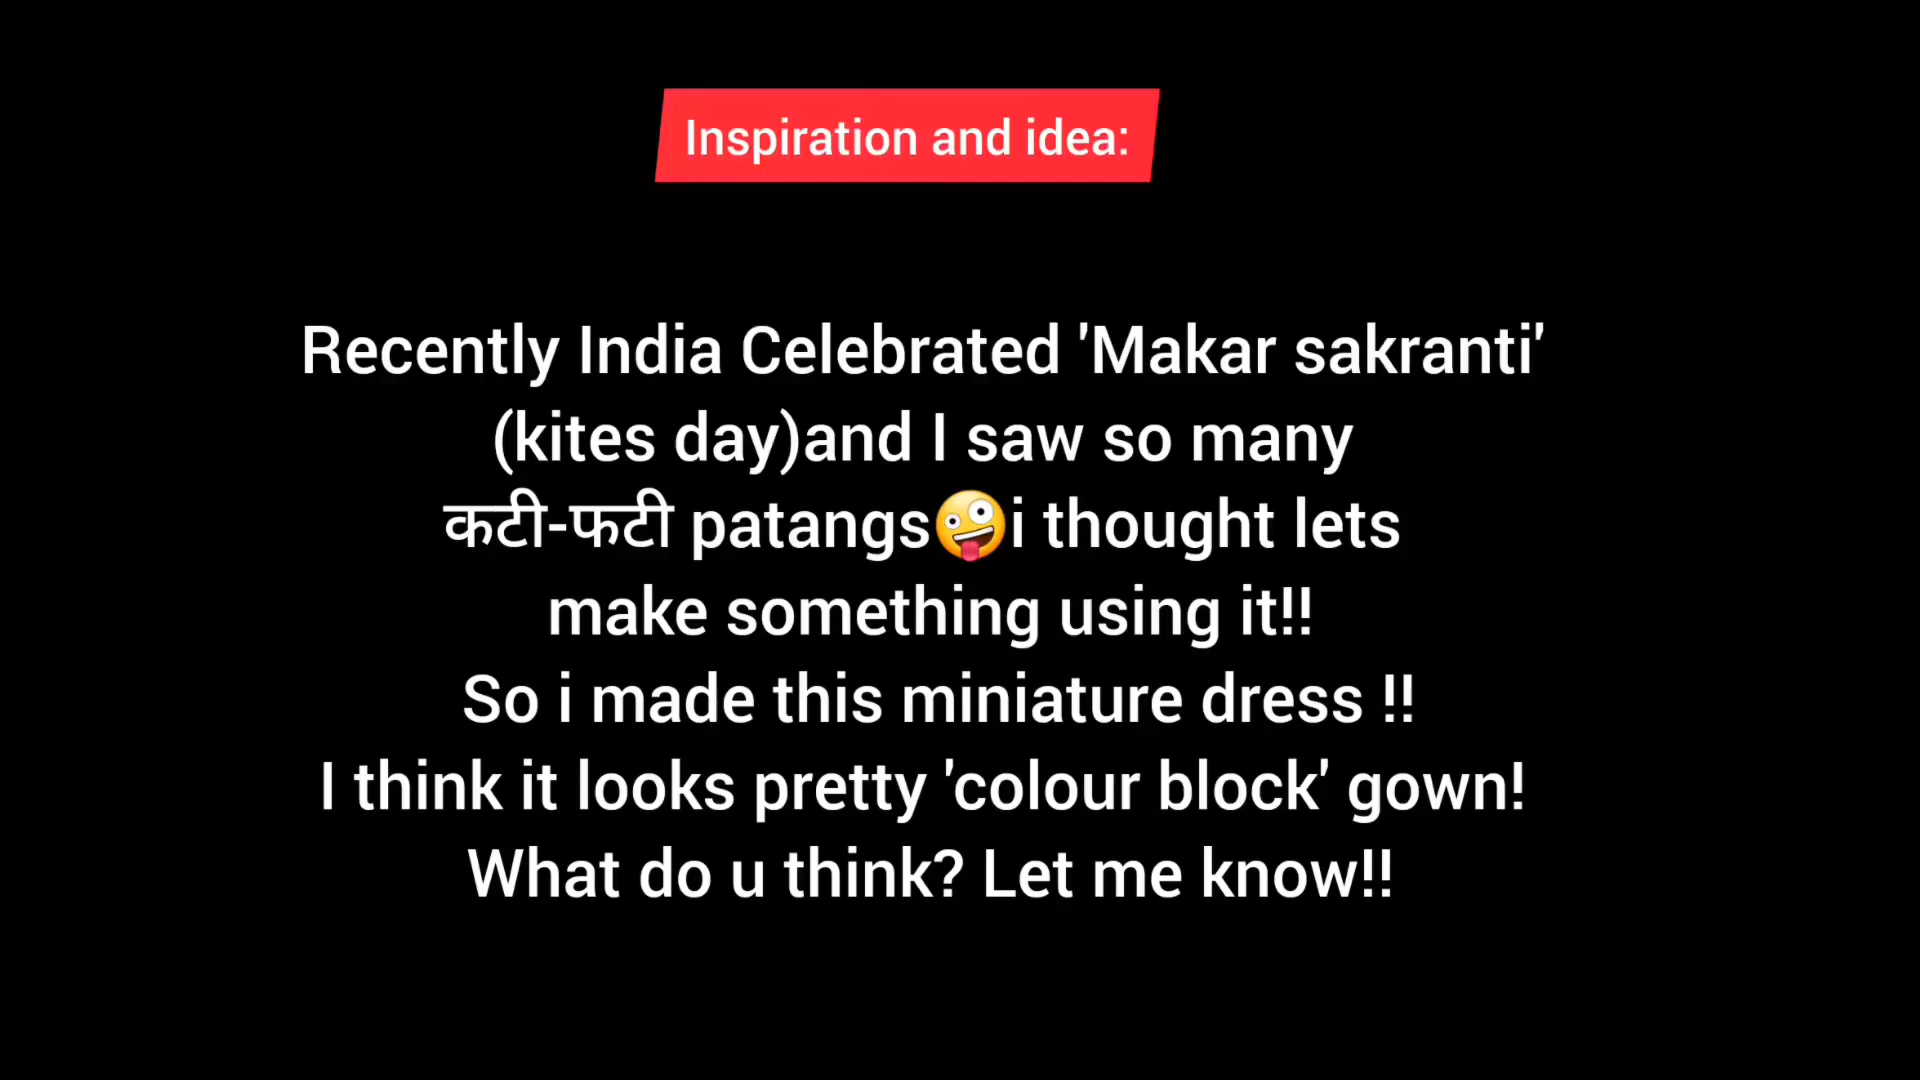 Inspiration and idea:
Recently India Celebrated 'Makar sakranti'
(kites day)and I saw so many
कटी-फटी patangs🤪i thought lets
make something using it!!
So i made this miniature dress !!
I think it looks pretty 'colour block' gown!
What do u think? Let me know!!